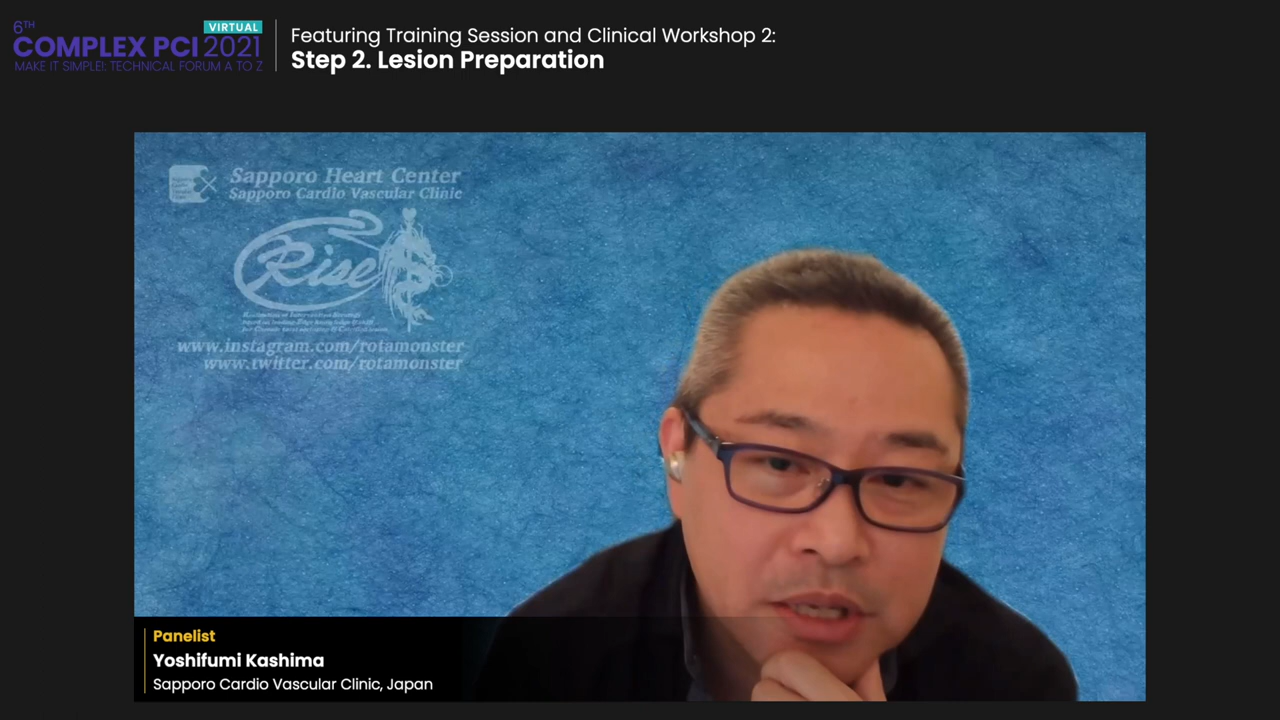 6TH
VIRTUAL
COMPLEX PCI 2021
MAKE IT SIMPLE!: TECHNICAL FORUM A TO Z
Featuring Training Session and Clinical Workshop 2:
Step 2. Lesion Preparation
Sapporo Heart Center
Sapporo Cardio Vascular Clinic
Rise
www.instagram.com/rotamonster
www.twitter.com/rotamonster
Panelist
Yoshifumi Kashima
Sapporo Cardio Vascular Clinic, Japan